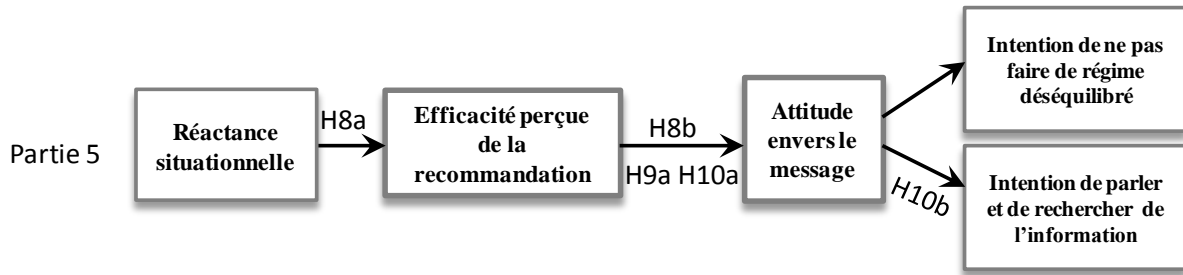 Partie 5
Réactance
situationnelle
H8a
Efficacité perçue
de la
recommandation
H8b
H9a H10a
Attitude
envers le
message
H10b
Intention de ne pas
faire de régime
déséquilibré
Intention de parler
et de rechercher de
l'information